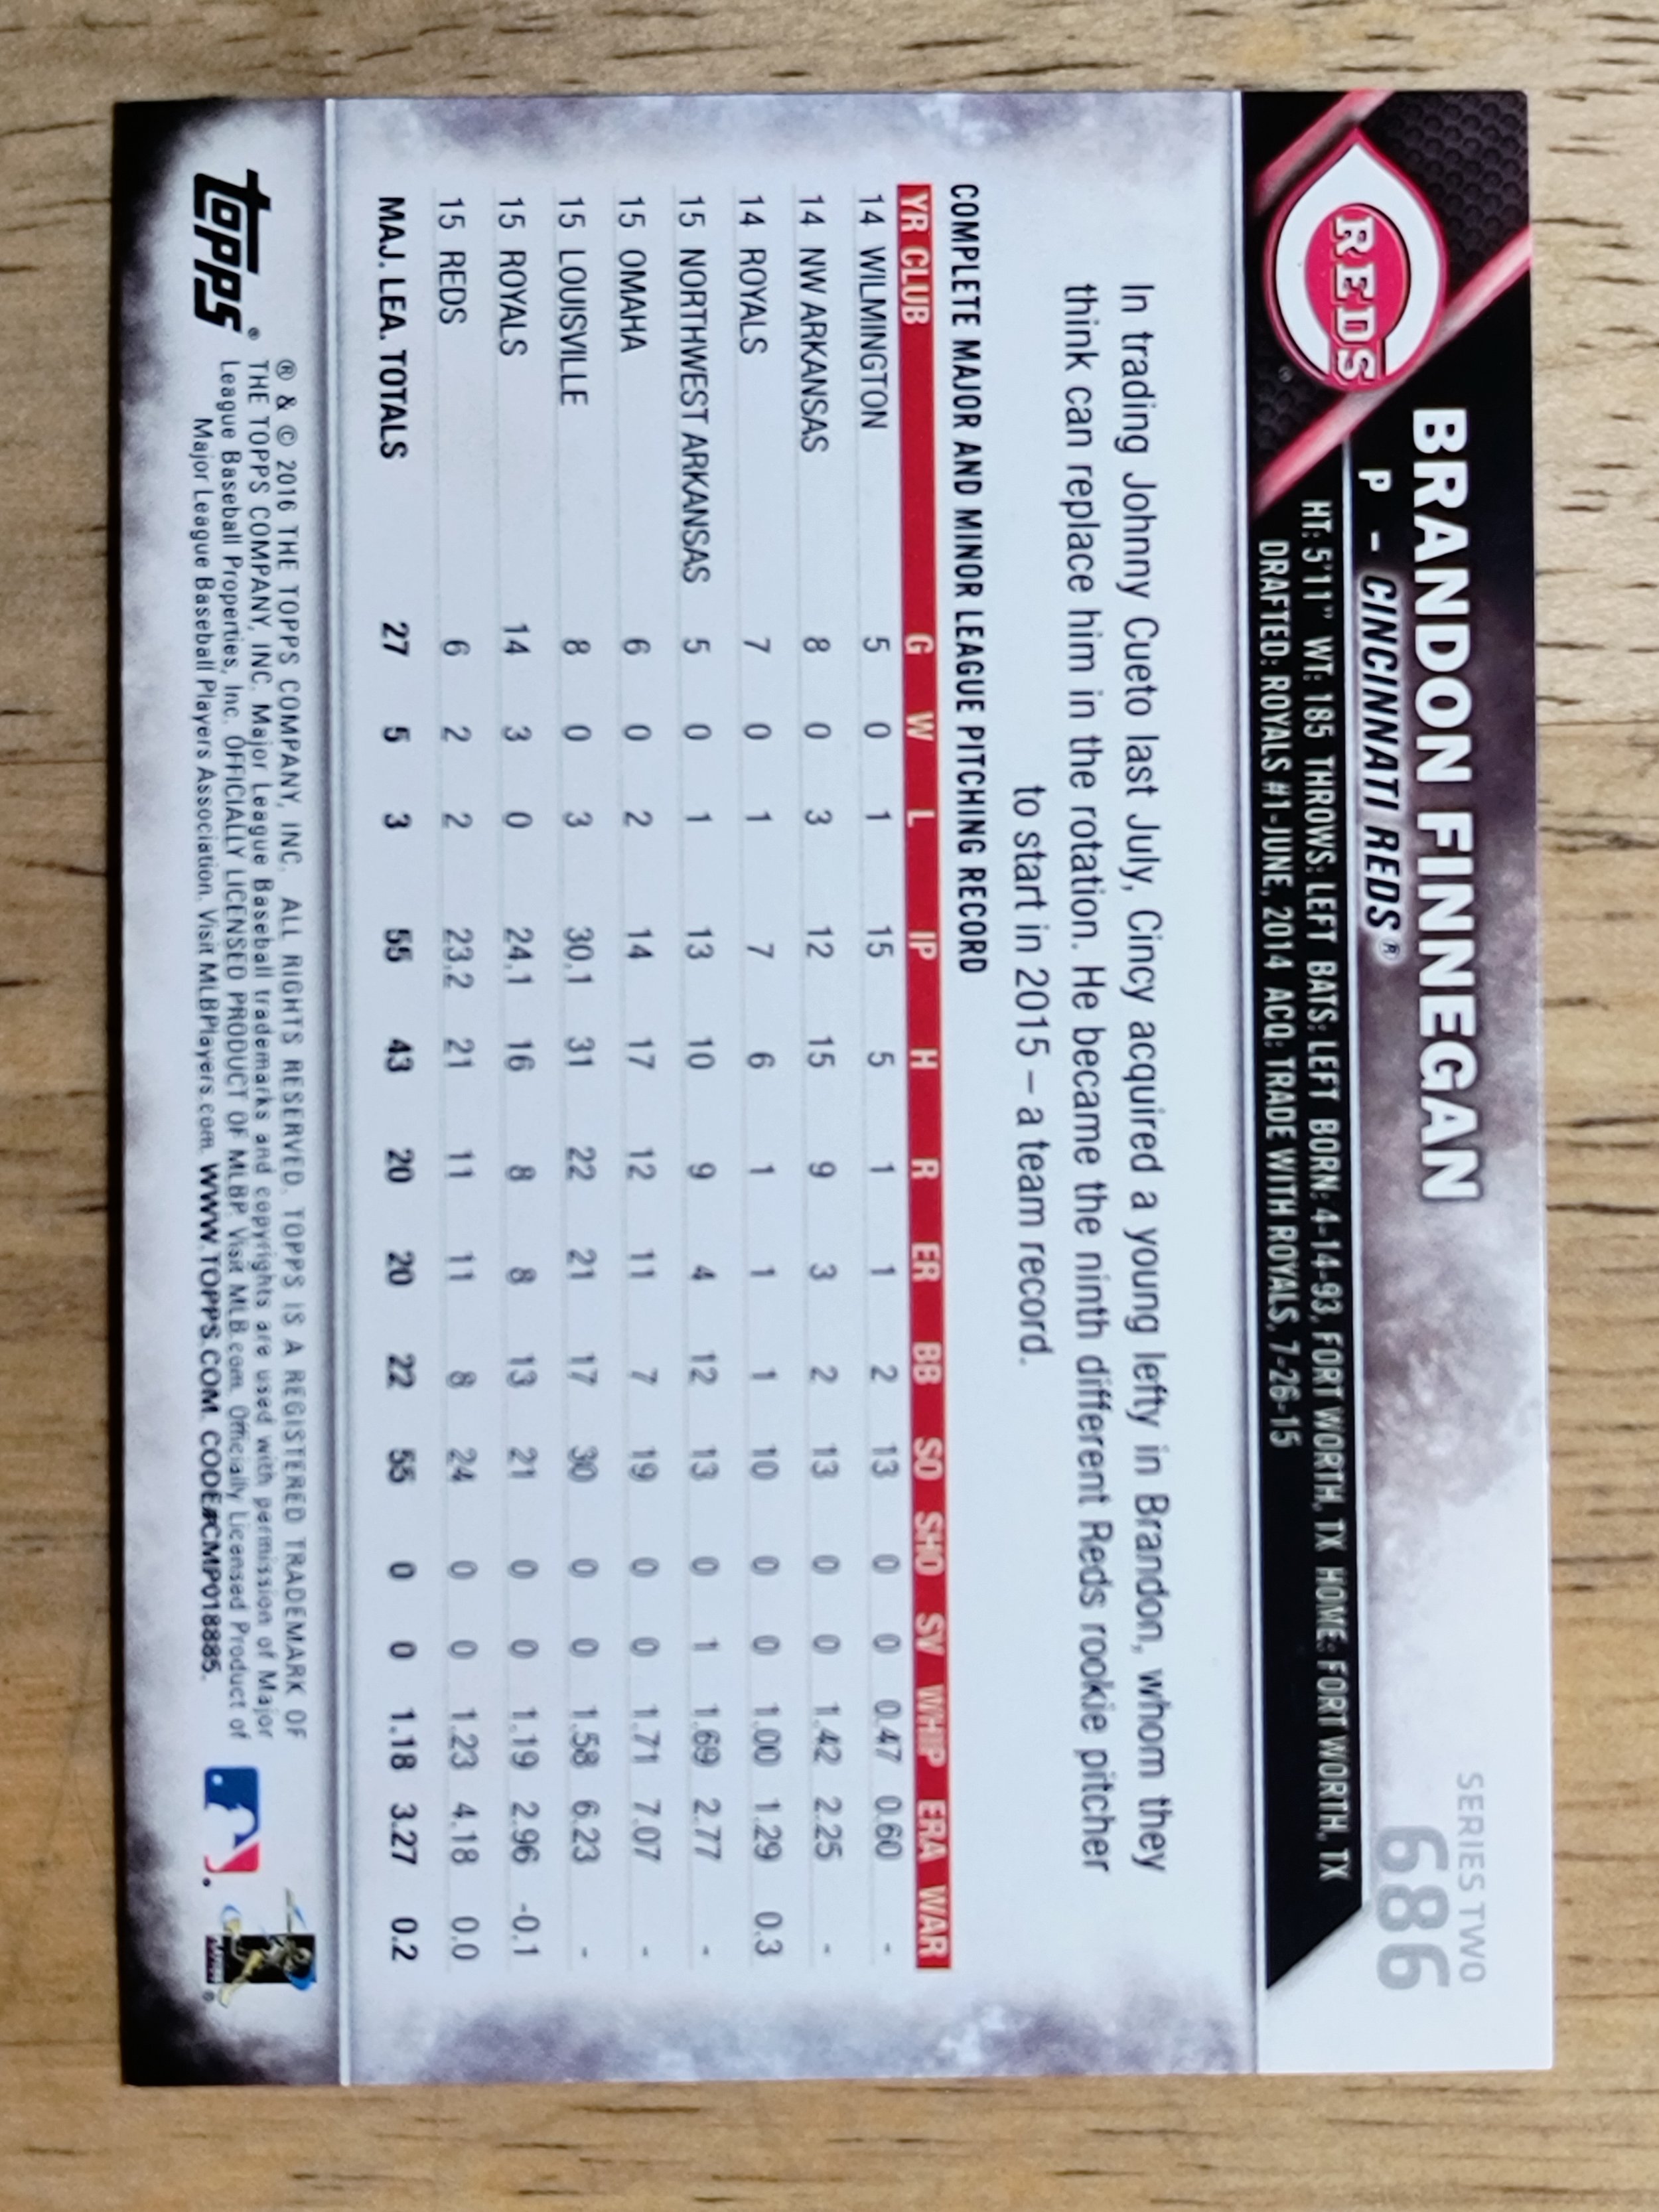 REDS
BRANDON FINNEGAN
P - CINCINNATI REDS®
SERIES TWO
686
HT: 5'11" WT: 185 THROWS: LEFT BATS: LEFT BORN: 4-14-93, FORT WORTH, TX HOME: FORT WORTH, TX
DRAFTED: ROYALS #1-JUNE, 2014 ACQ: TRADE WITH ROYALS, 7-26-15
In trading Johnny Cueto last July, Cincy acquired a young lefty in Brandon, whom they
think can replace him in the rotation. He became the ninth different Reds rookie pitcher
to start in 2015 – a team record.
COMPLETE MAJOR AND MINOR LEAGUE PITCHING RECORD
YR CLUB G W L IP H R ER BB SO SHO SV WHIP ERA WAR
14 WILMINGTON 5 0 1 15 5 1 1 2 13 0 0 0.47 0.60 -
14 NW ARKANSAS 8 0 3 12 15 9 3 2 13 0 0 1.42 2.25 -
14 ROYALS 7 0 1 7 6 1 1 1 10 0 0 1.00 1.29 0.3
15 NORTHWEST ARKANSAS 5 0 1 13 10 9 4 12 13 0 1 1.69 2.77 -
15 OMAHA 6 0 2 14 17 12 11 7 19 0 0 1.71 7.07 -
15 LOUISVILLE 8 0 3 30.1 31 22 21 17 30 0 0 1.58 6.23 -
15 ROYALS 14 3 0 24.1 16 8 8 13 21 0 0 1.19 2.96 -0.1
15 REDS 6 2 2 23.2 21 11 11 8 24 0 0 1.23 4.18 0.0
MAJ. LEA. TOTALS 27 5 3 55 43 20 20 22 55 0 0 1.18 3.27 0.2
topps®
® & © 2016 THE TOPPS COMPANY, INC. ALL RIGHTS RESERVED. TOPPS IS A REGISTERED TRADEMARK OF
THE TOPPS COMPANY, INC. Major League Baseball trademarks and copyrights are used with permission of Major
League Baseball Properties, Inc. OFFICIALLY LICENSED PRODUCT OF MLBP. Visit MLB.com. Officially Licensed Product of
Major League Baseball Players Association. Visit MLBPlayers.com. WWW.TOPPS.COM. CODE#CMP018885.